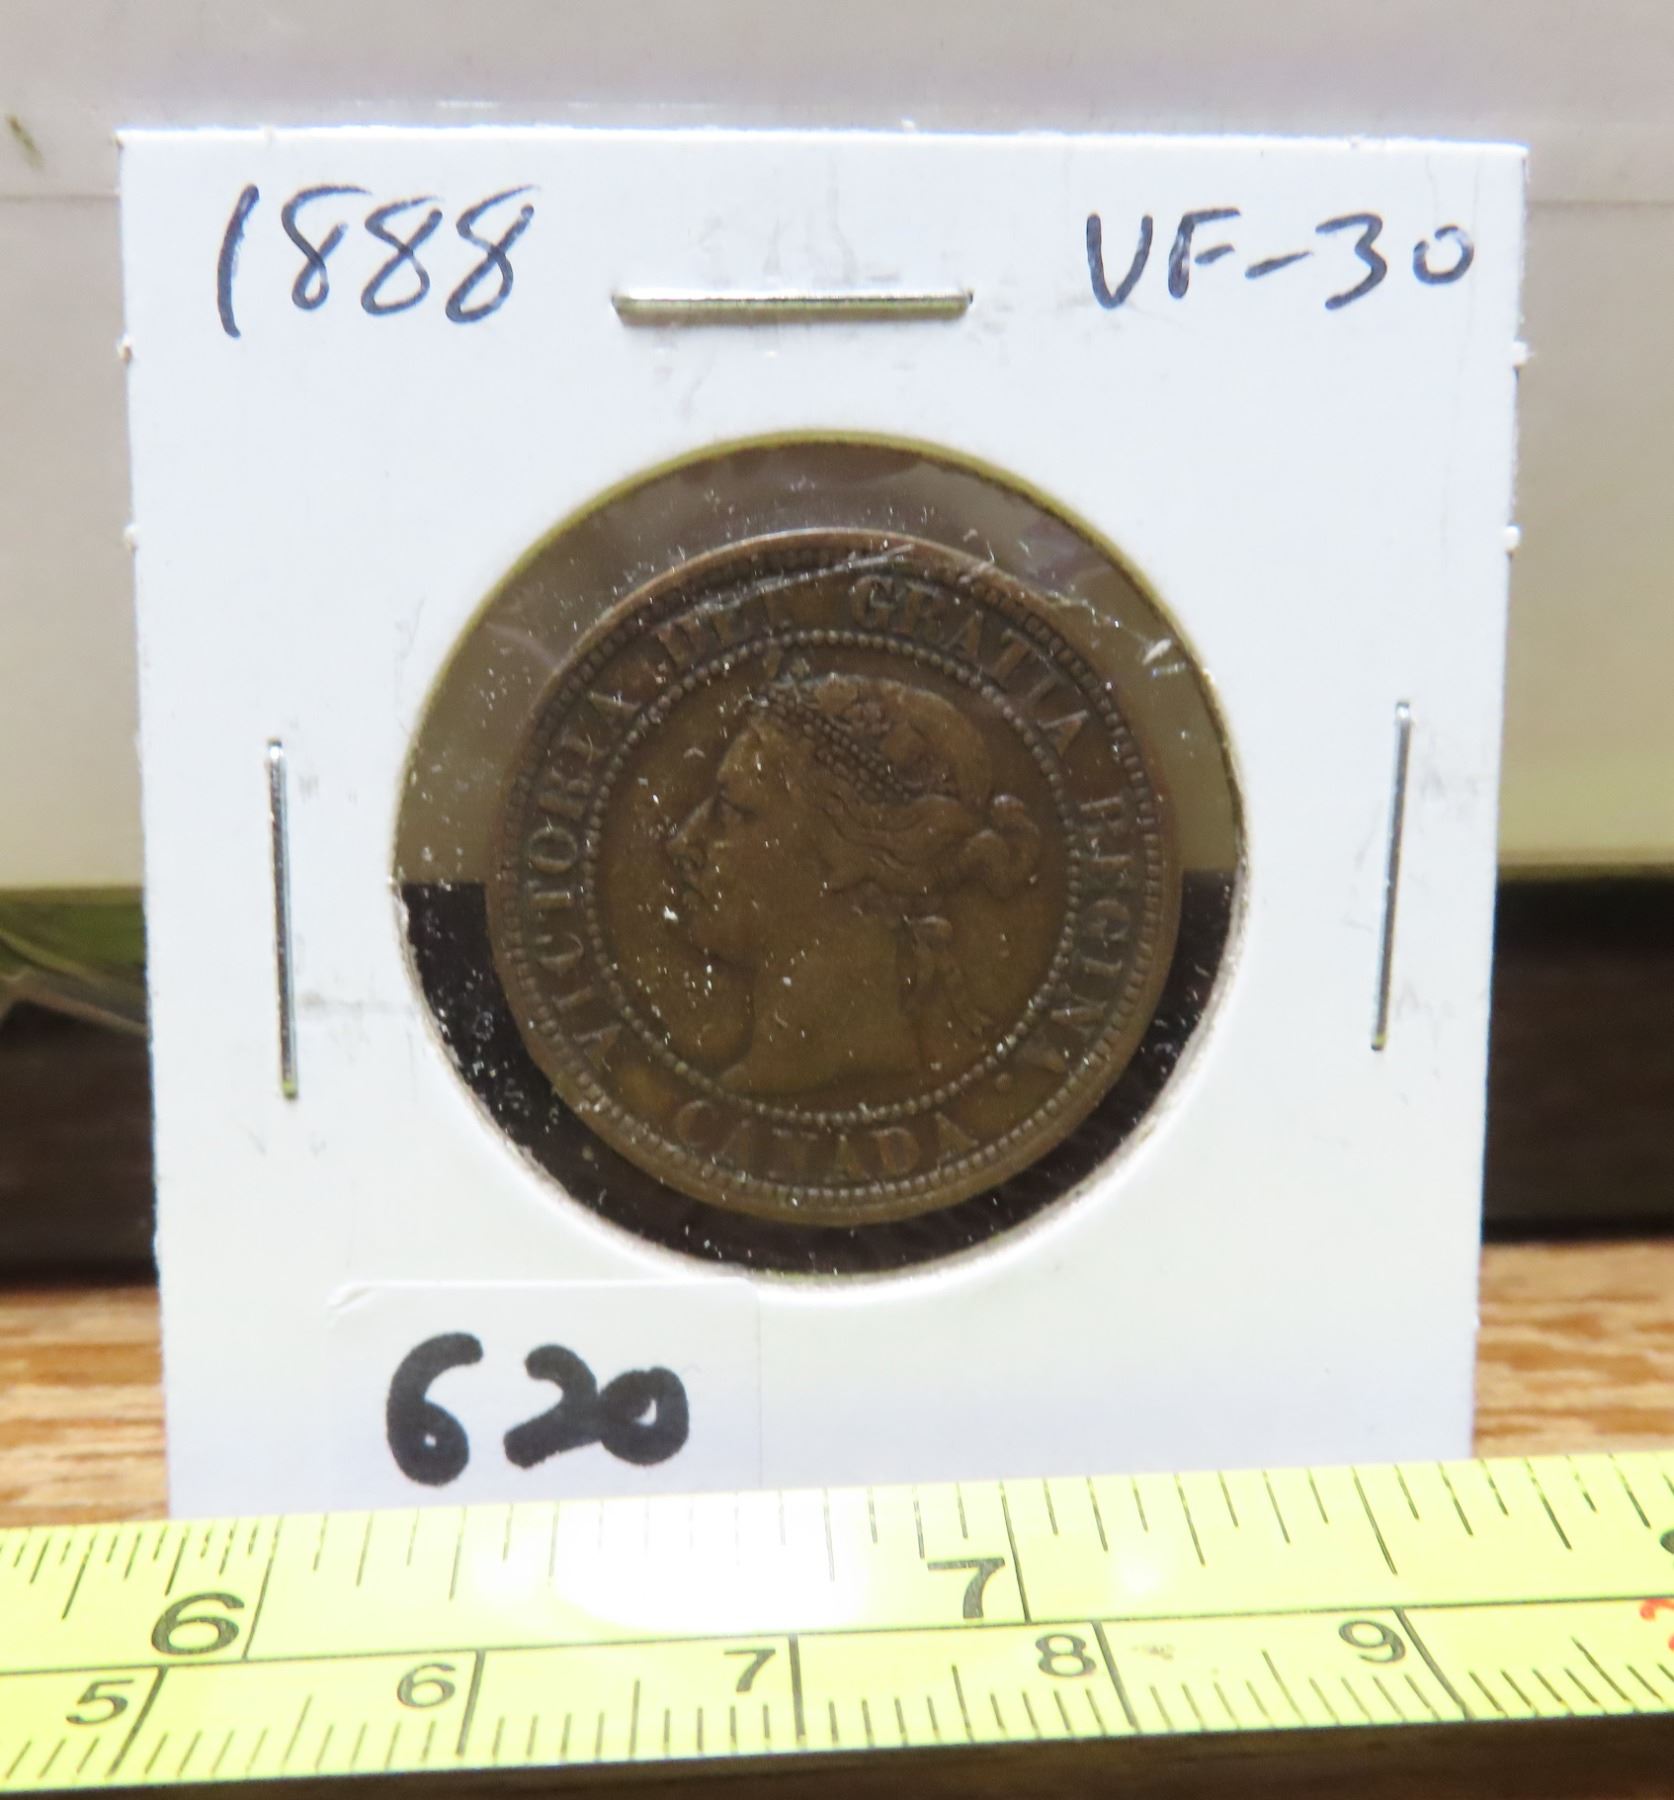 1888 VF-30
VICTORIA DEI GRATIA REGINA
CANADA
620
6 7
5 6 7 8 9